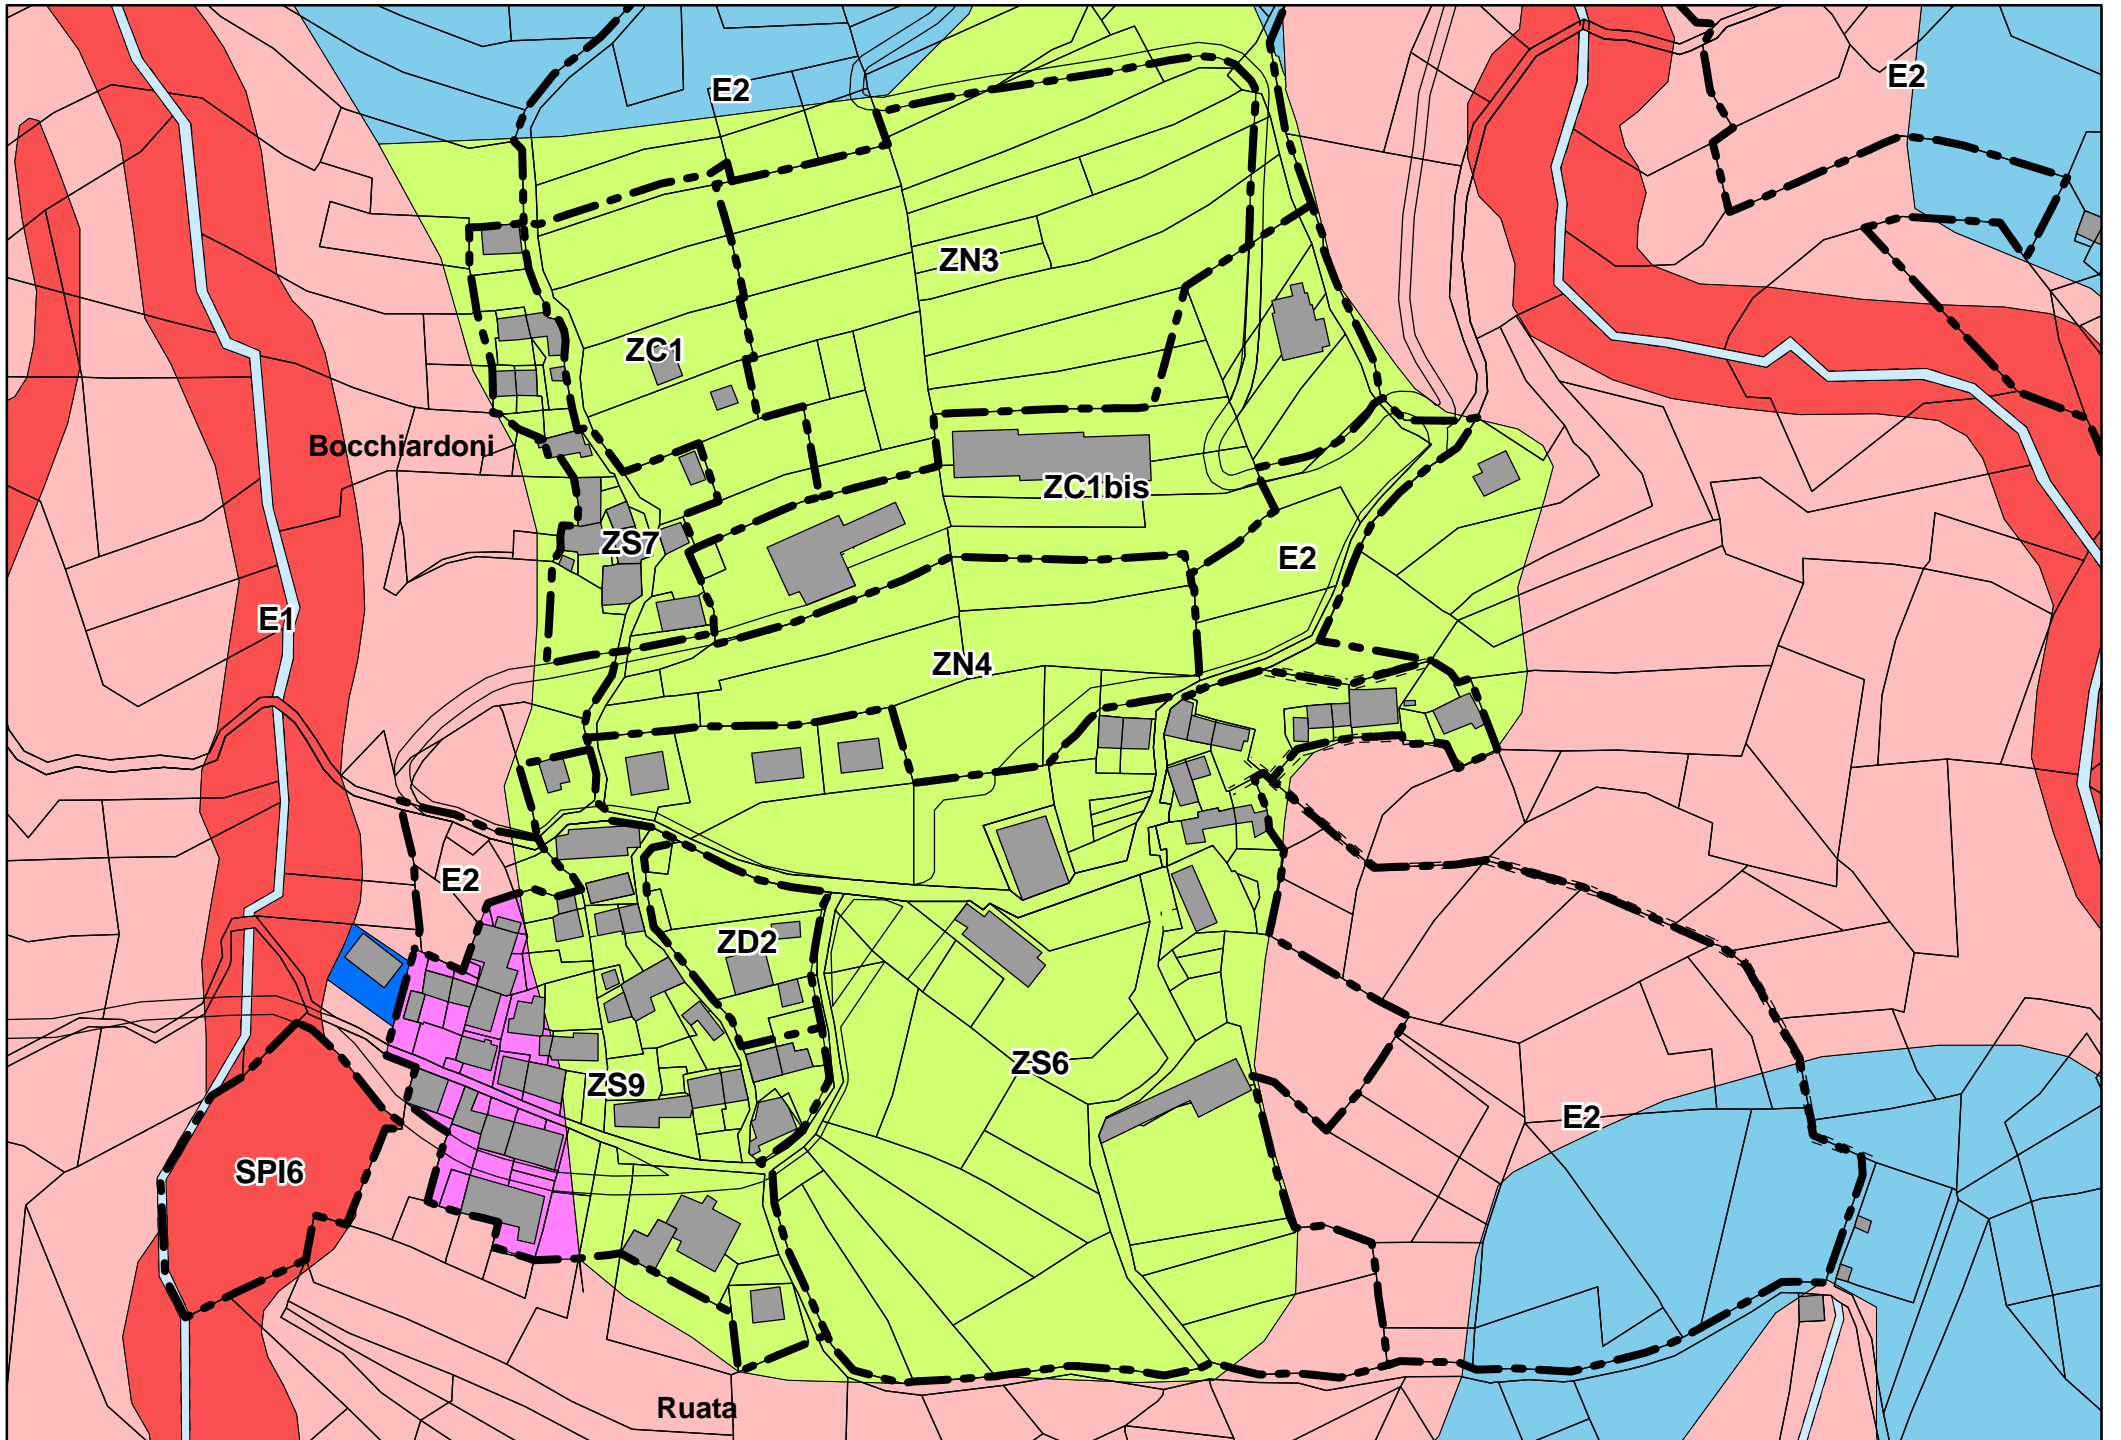 E2
E2
ZN3
ZC1
Bocchiardoni
ZC1bis
ZS7
E2
E1
ZN4
E2
ZD2
ZS6
ZS9
E2
SPI6
Ruata